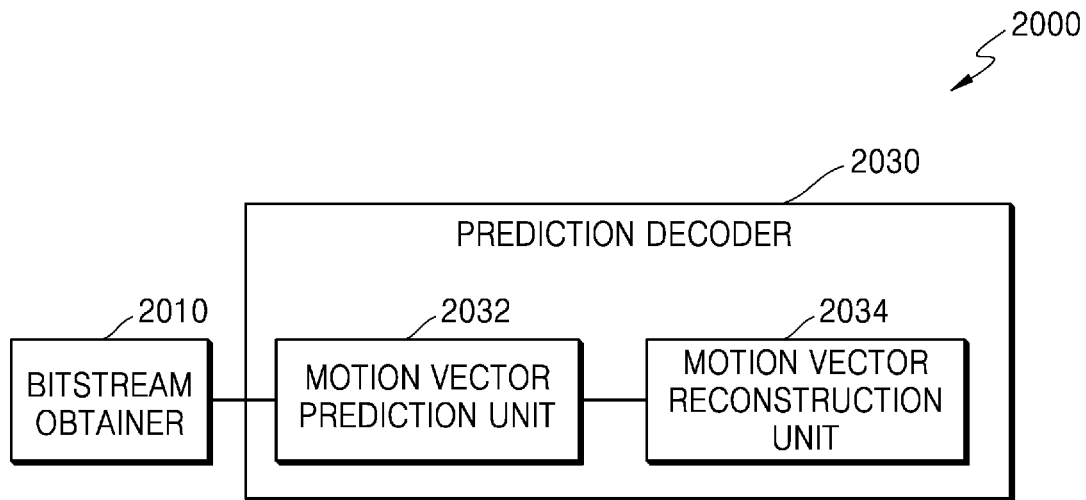 2000
2030
PREDICTION DECODER
2010
2032
2034
BITSTREAM
OBTAINER
MOTION VECTOR
PREDICTION UNIT
MOTION VECTOR
RECONSTRUCTION
UNIT